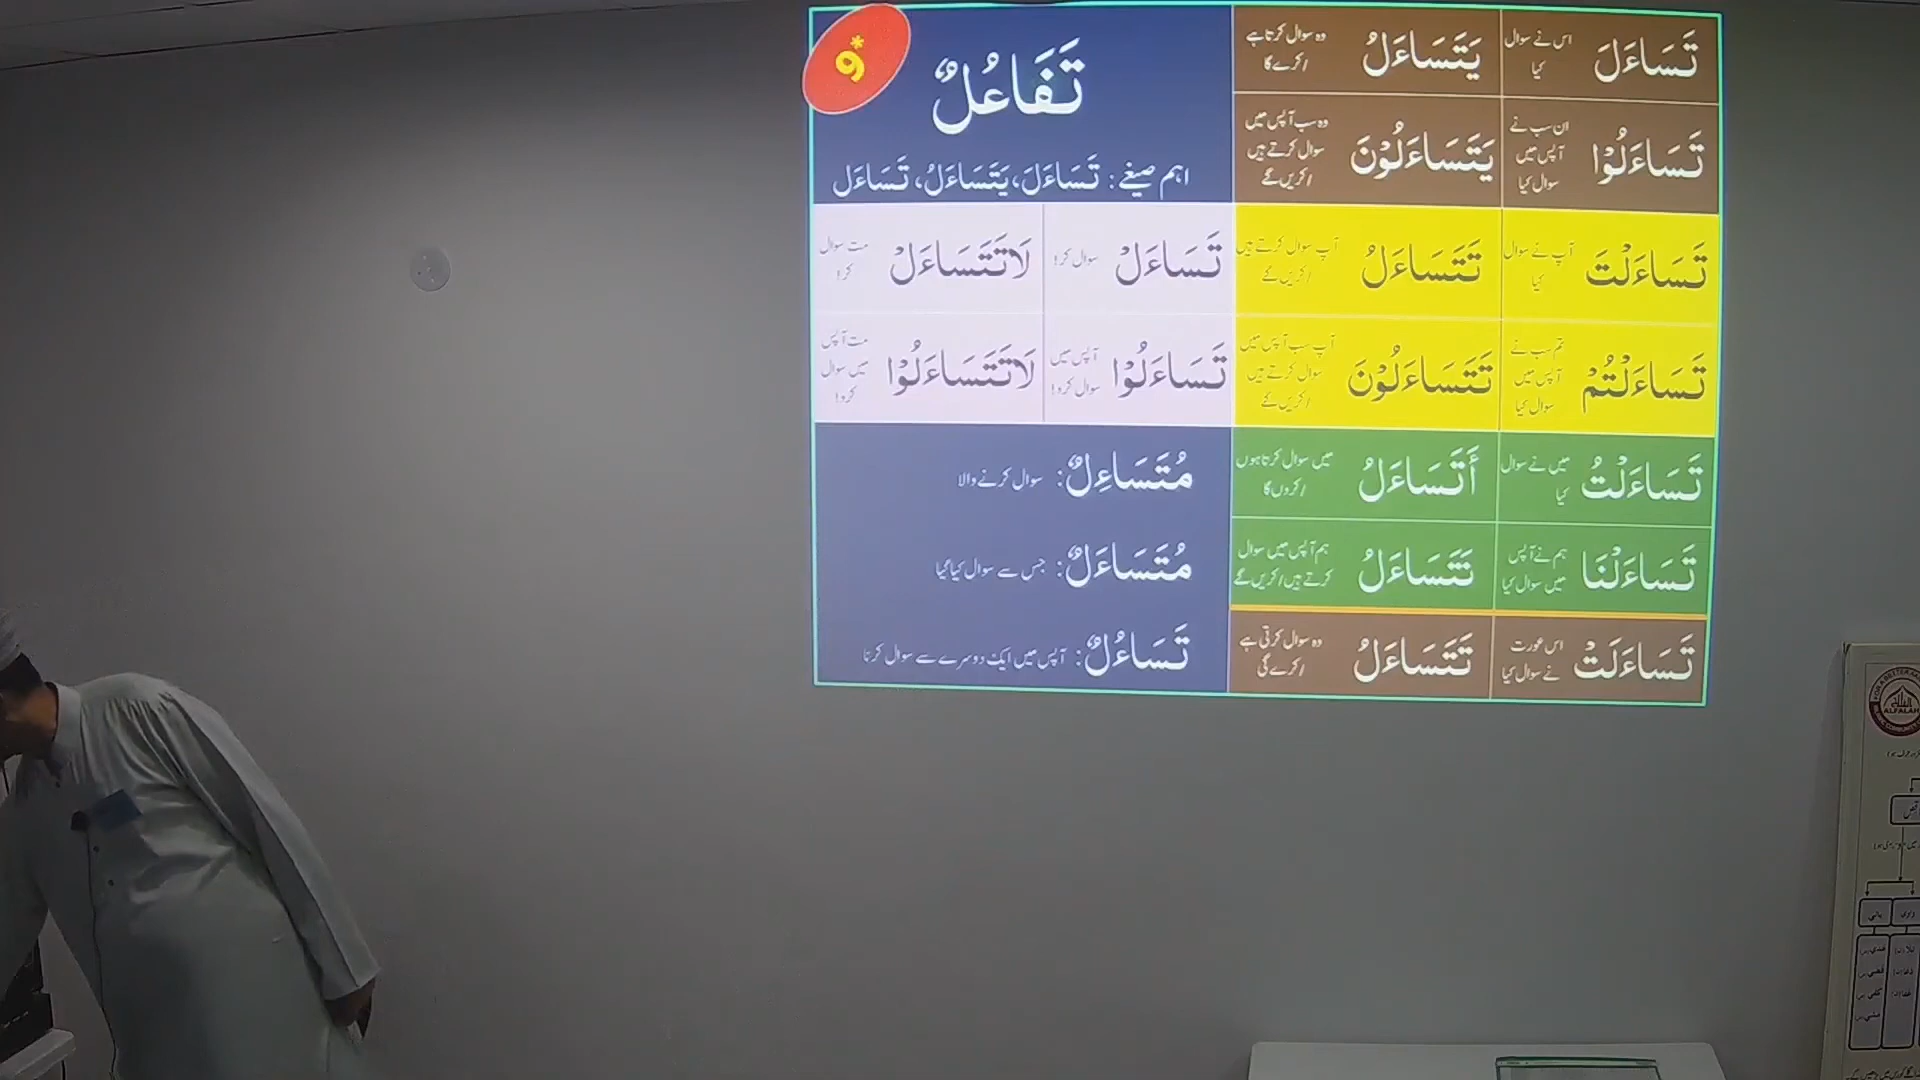 تَفَاعُلٌ
و*
اہم صیغے: تَسَاءَلَ، يَتَسَاءَلُ، تَسَاءَل
تَسَاءَلَ
اس نے سوال
کیا
يَتَسَاءَلُ
وہ سوال کرتا ہے
/ کرے گا
تَسَاءَلُوْا
ان سب نے
آپس میں
سوال کیا
يَتَسَاءَلُوْنَ
وہ سب آپس میں
سوال کرتے ہیں
/ کریں گے
تَسَاءَلْتَ
آپ نے سوال
کیا
تَتَسَاءَلُ
آپ سوال کرتے ہیں
/ کریں گے
تَسَاءَلْ
سوال کر!
لَا تَتَسَاءَلْ
مت سوال
کر!
تَسَاءَلْتُمْ
تم سب نے
آپس میں
سوال کیا
تَتَسَاءَلُوْنَ
آپ سب آپس میں
سوال کرتے ہیں
/ کریں گے
تَسَاءَلُوْا
آپس میں
سوال کرو!
لَا تَتَسَاءَلُوْا
مت آپس
میں سوال
کرو!
تَسَاءَلْتُ
میں نے سوال
کیا
أَتَسَاءَلُ
میں سوال کرتا ہوں
/ کروں گا
تَسَاءَلْنَا
ہم نے آپس
میں سوال کیا
نَتَسَاءَلُ
ہم آپس میں سوال
کرتے ہیں / کریں گے
تَسَاءَلَتْ
اس عورت
نے سوال کیا
تَتَسَاءَلُ
وہ سوال کرتی ہے
/ کرے گی
مُتَسَاءِلٌ: سوال کرنے والا
مُتَسَاءَلٌ: جس سے سوال کیا گیا
تَسَاءُلٌ: آپس میں ایک دوسرے سے سوال کرنا
ALFALAH